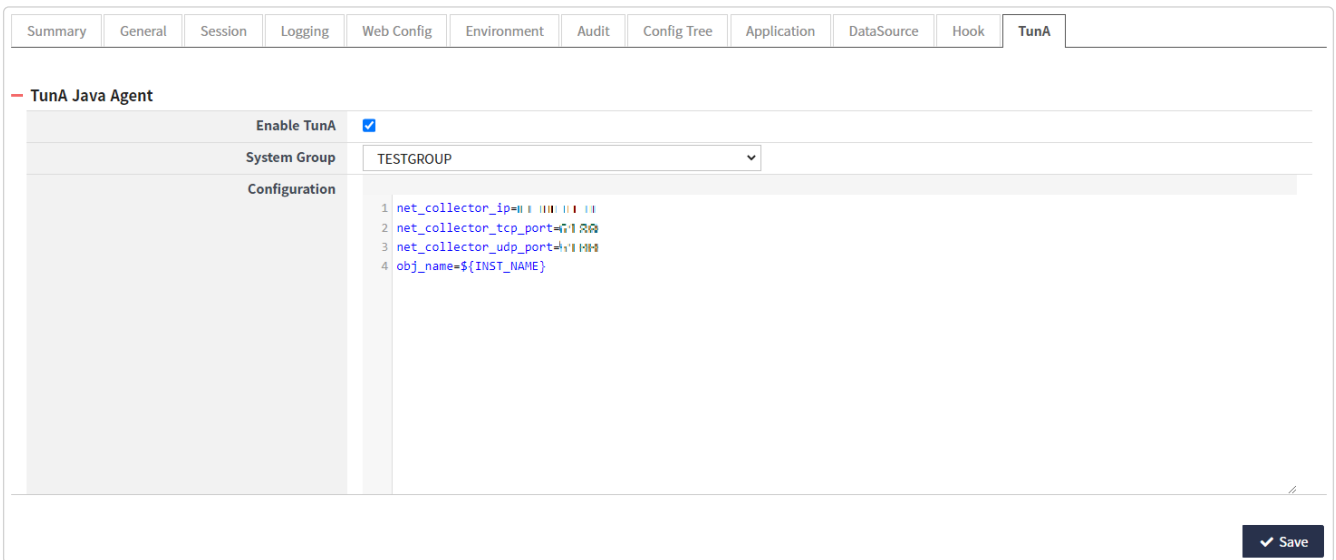 Summary General Session Logging Web Config Environment Audit Config Tree Application DataSource Hook TunA
TunA Java Agent
Enable TunA
System Group TESTGROUP
Configuration
1 net_collector_ip=
2 net_collector_tcp_port=
3 net_collector_udp_port=
4 obj_name=${INST_NAME}
Save